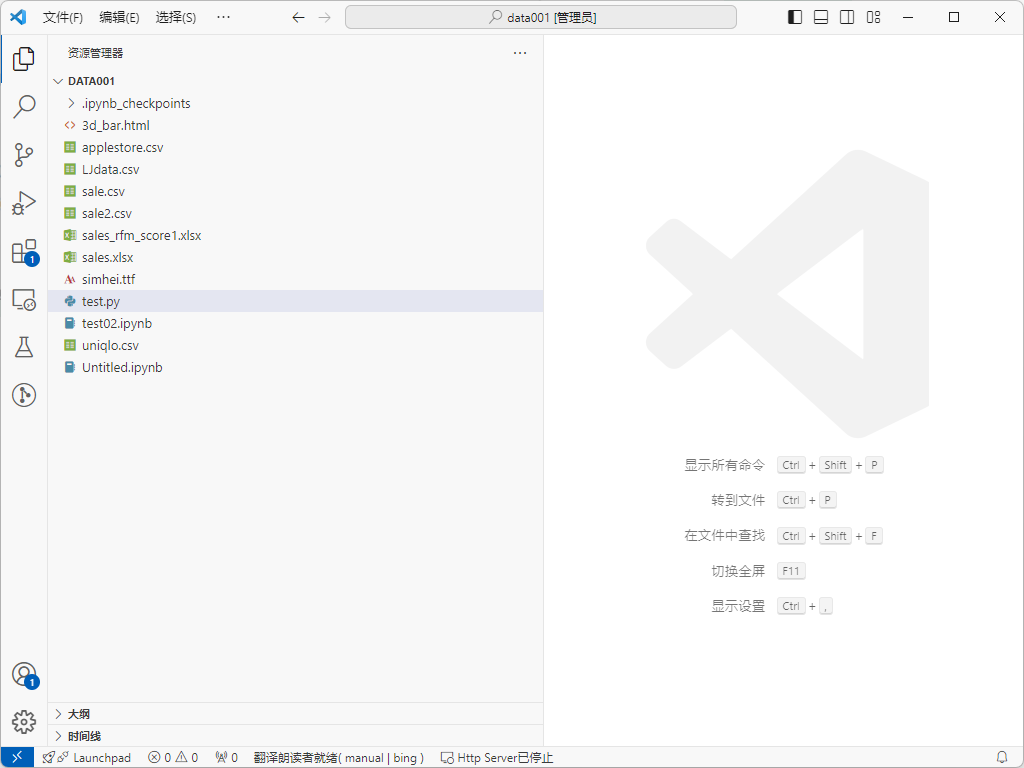 文件(F) 编辑(E) 选择(S) ··· data001 [管理员]
资源管理器 ···
DATA001
.ipynb_checkpoints
3d_bar.html
applestore.csv
LJdata.csv
sale.csv
sale2.csv
sales_rfm_score1.xlsx
sales.xlsx
simhei.ttf
test.py
test02.ipynb
uniqlo.csv
Untitled.ipynb
1
显示所有命令 Ctrl + Shift + P
转到文件 Ctrl + P
在文件中查找 Ctrl + Shift + F
切换全屏 F11
显示设置 Ctrl + ,
1
大纲
时间线
Launchpad 0 0 0 翻译朗读者就绪( manual | bing ) Http Server已停止